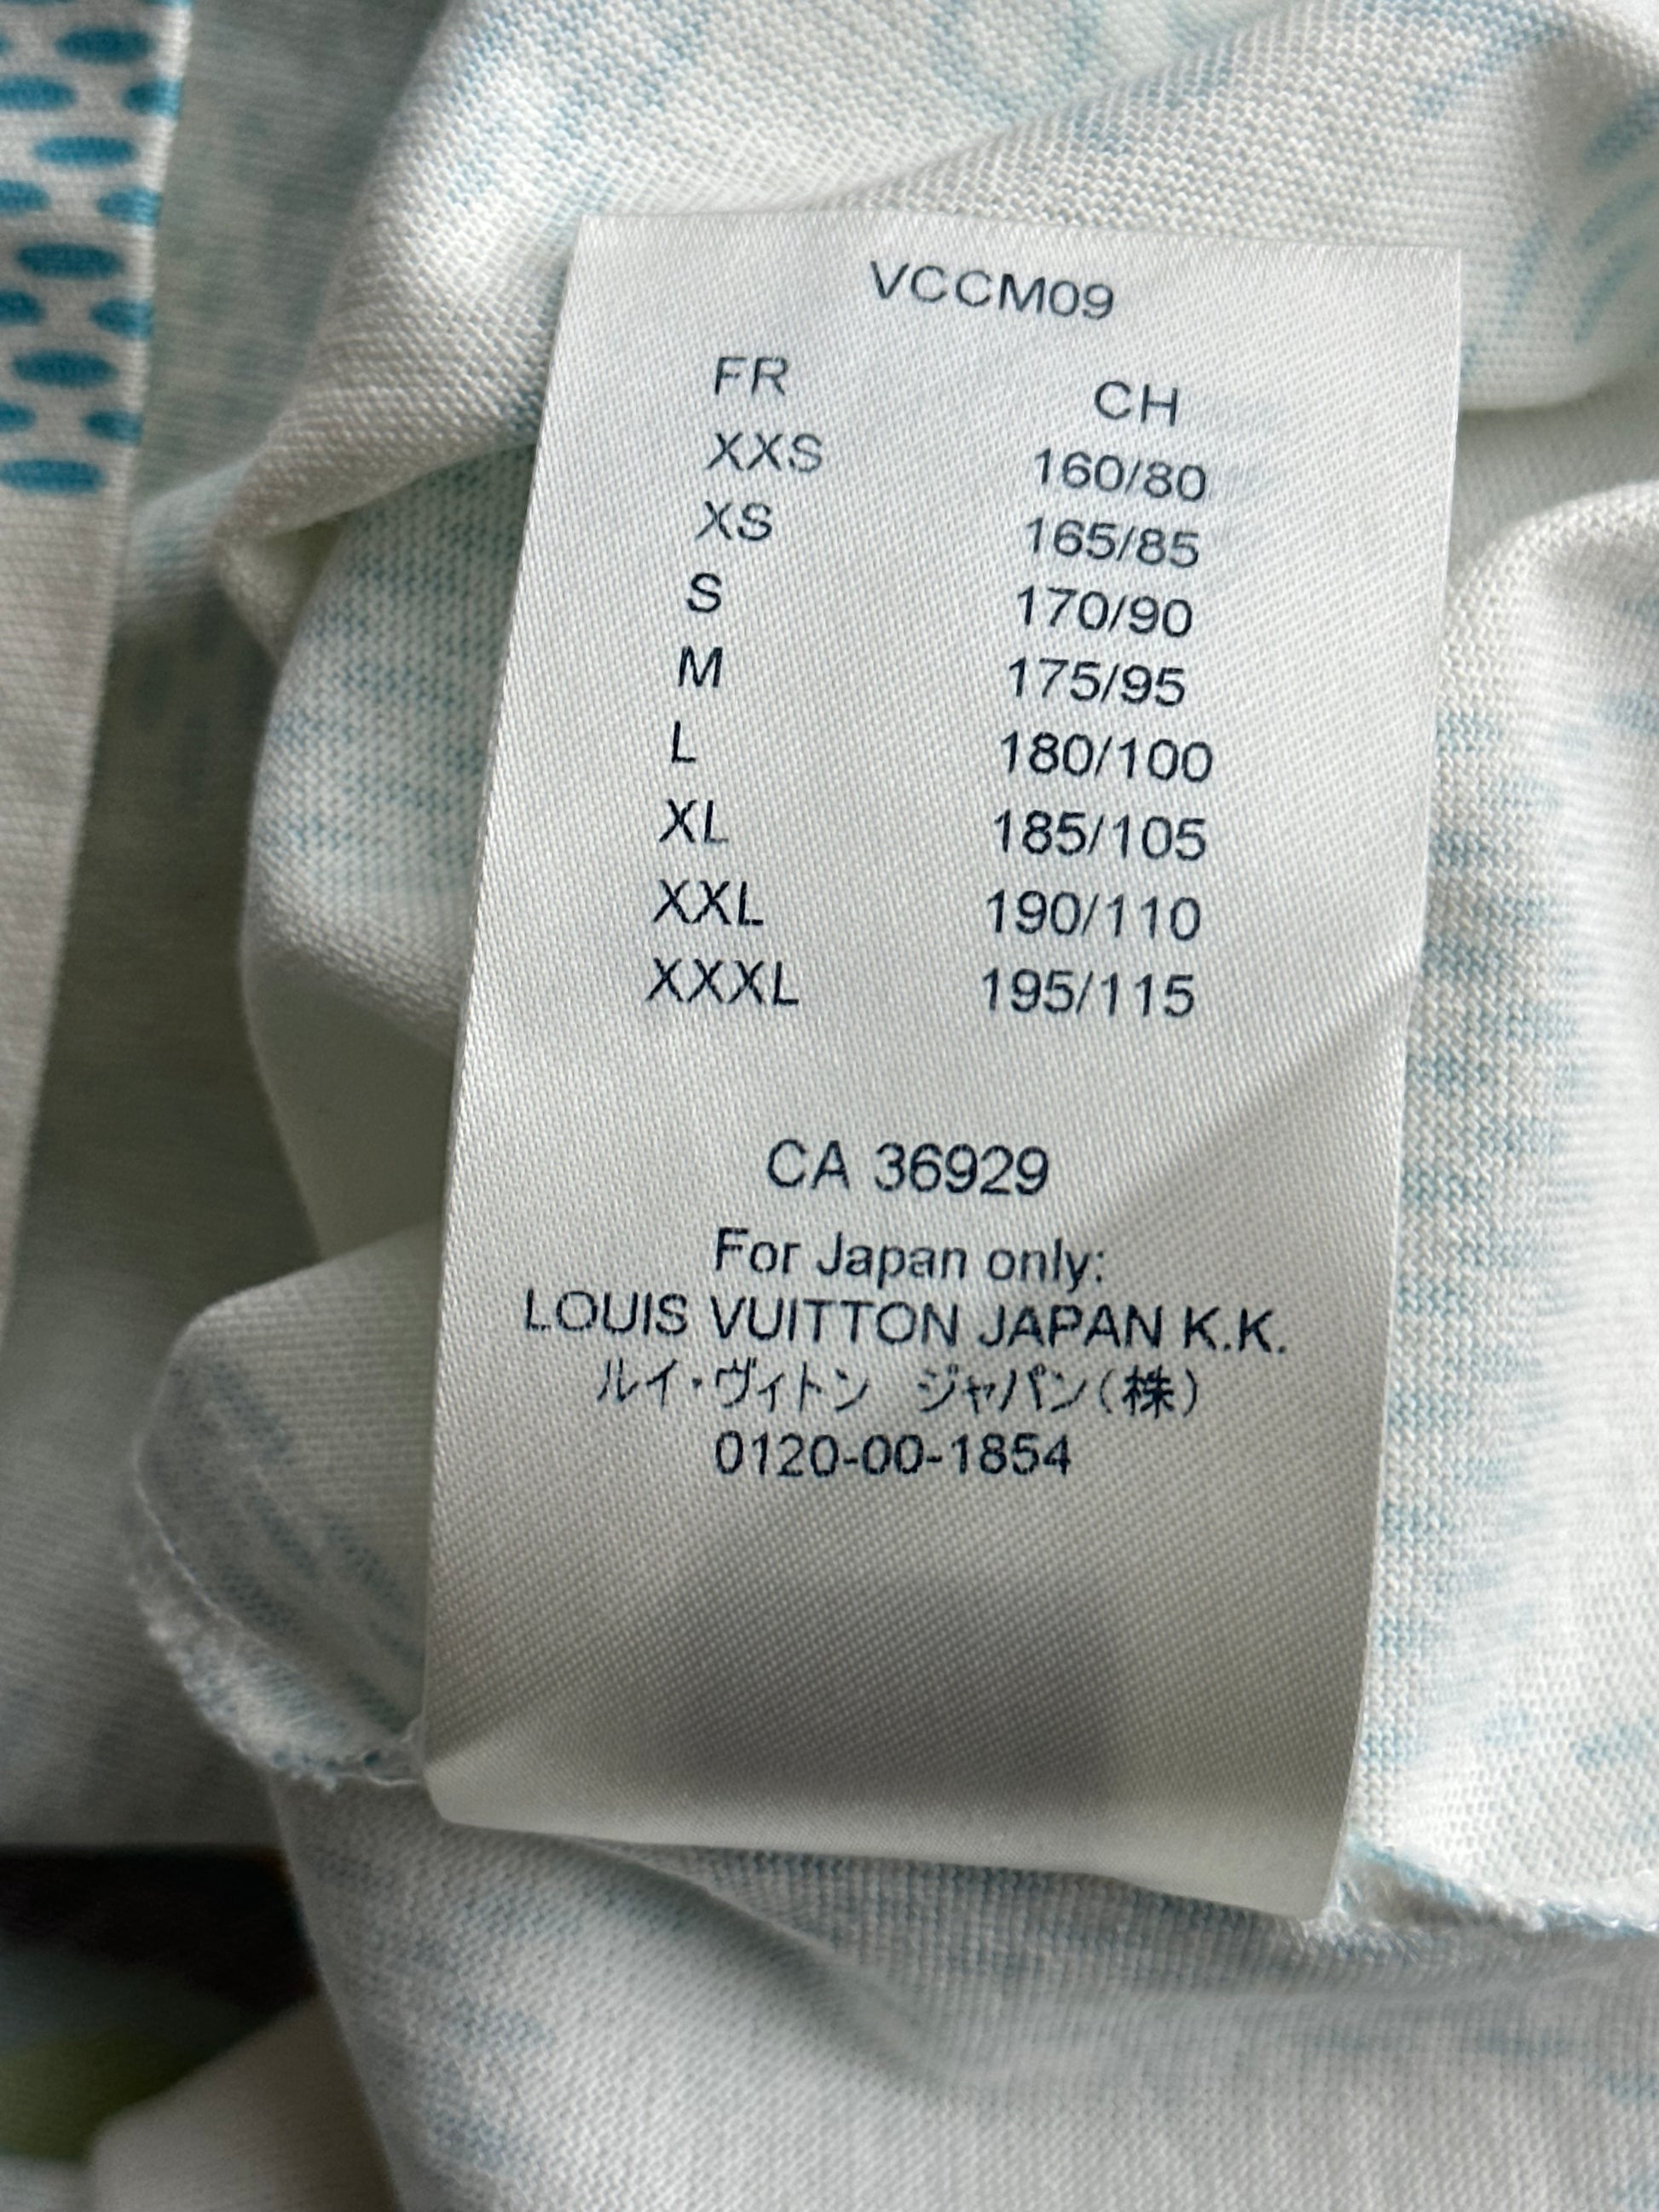 VCCM09
FR CH
XXS 160/80
XS 165/85
S 170/90
M 175/95
L 180/100
XL 185/105
XXL 190/110
XXXL 195/115
CA 36929
For Japan only:
LOUIS VUITTON JAPAN K.K.
ルイ・ヴィトン ジャパン(株)
0120-00-1854